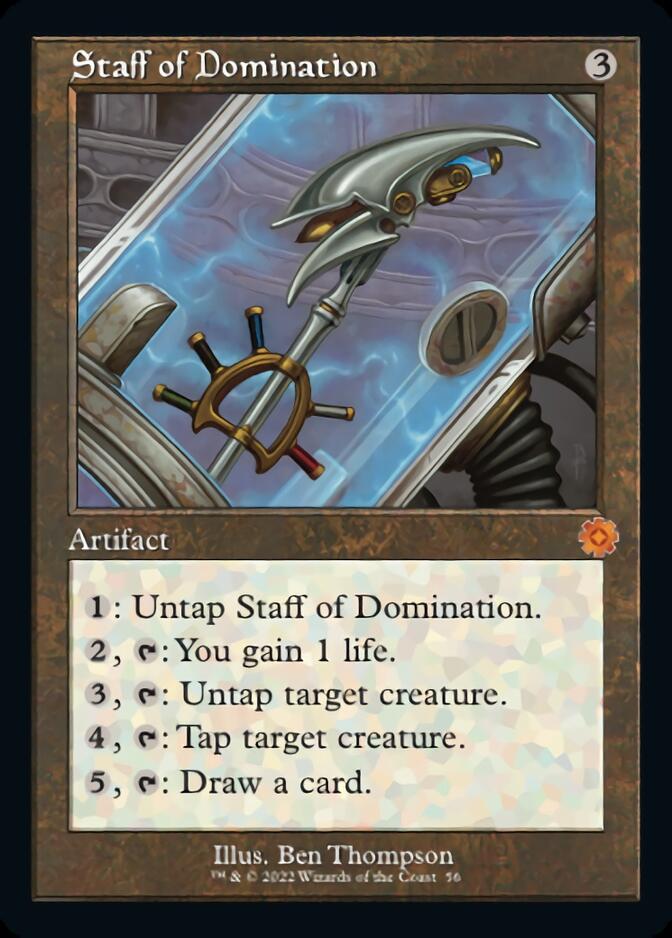 Staff of Domination 3
Artifact
1: Untap Staff of Domination.
2, T: You gain 1 life.
3, T: Untap target creature.
4, T: Tap target creature.
5, T: Draw a card.
Illus. Ben Thompson
™ & © 2022 Wizards of the Coast 56